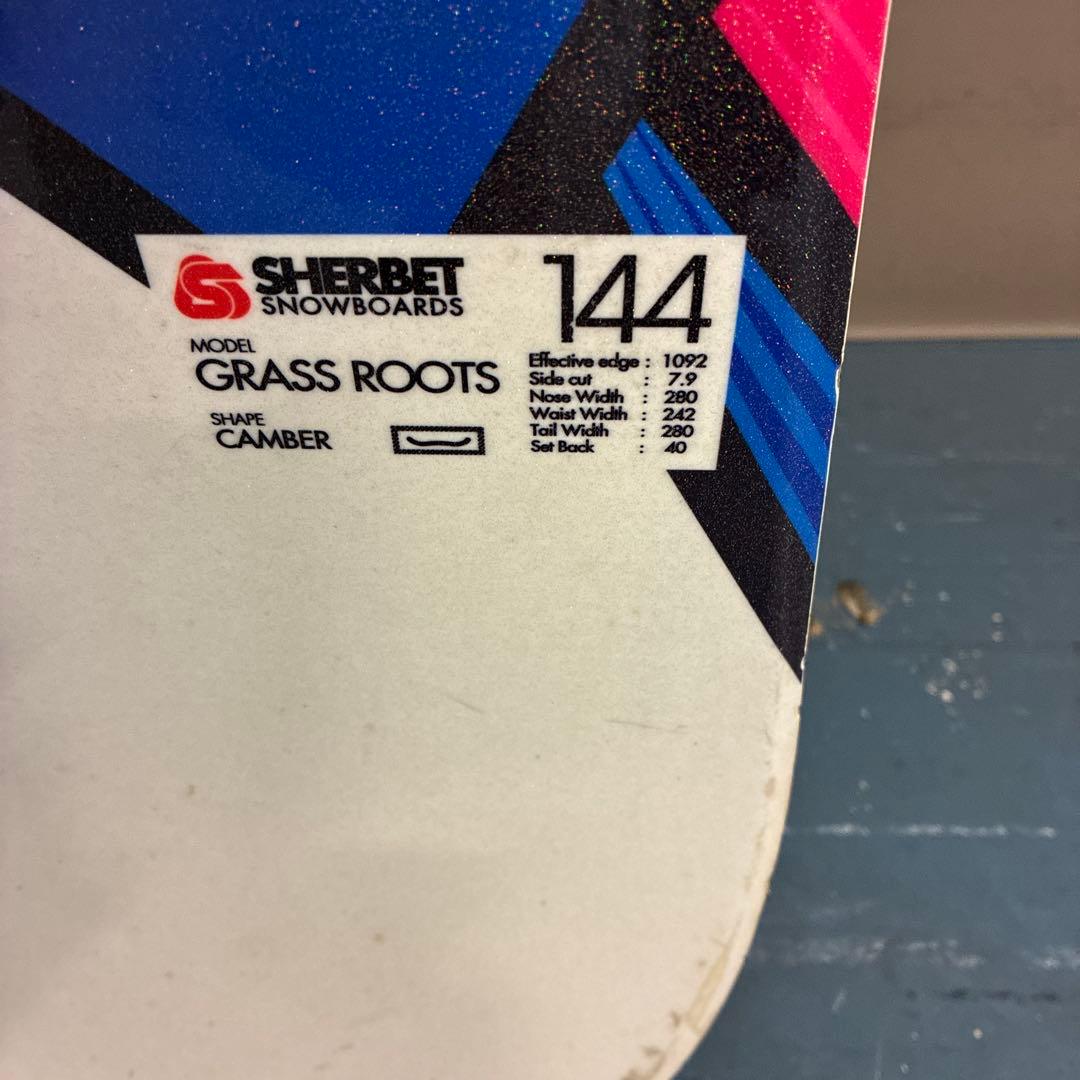 SHERBET
SNOWBOARDS
MODEL
GRASS ROOTS
SHAPE
CAMBER
144
Effective edge : 1092
Side cut : 7.9
Nose Width : 280
Waist Width : 242
Tail Width : 280
Set Back : 40